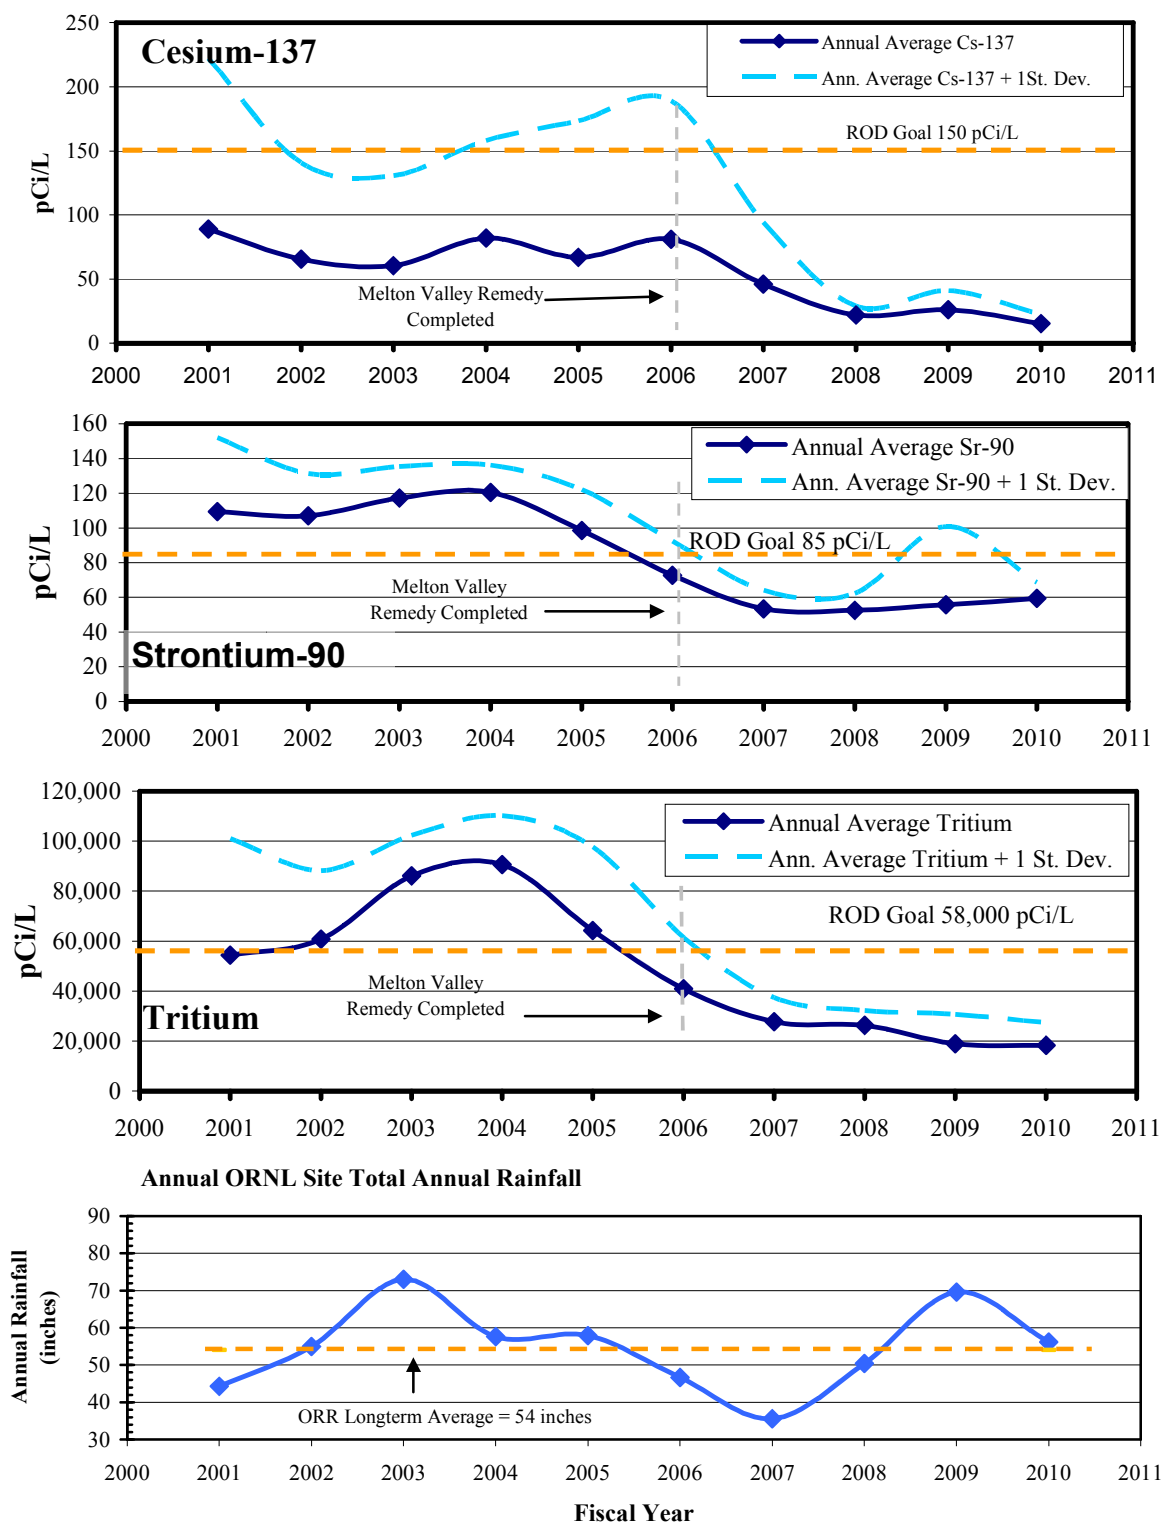 Cesium-137
Annual Average Cs-137
Ann. Average Cs-137 + 1St. Dev.
ROD Goal 150 pCi/L
pCi/L
250
200
150
100
50
0
Melton Valley Remedy
Completed
2000 2001 2002 2003 2004 2005 2006 2007 2008 2009 2010 2011
Annual Average Sr-90
Ann. Average Sr-90 + 1 St. Dev.
ROD Goal 85 pCi/L
pCi/L
160
140
120
100
80
60
40
20
0
Melton Valley
Remedy Completed
Strontium-90
2000 2001 2002 2003 2004 2005 2006 2007 2008 2009 2010 2011
Annual Average Tritium
Ann. Average Tritium + 1 St. Dev.
ROD Goal 58,000 pCi/L
pCi/L
120,000
100,000
80,000
60,000
40,000
20,000
0
Melton Valley
Remedy Completed
Tritium
2000 2001 2002 2003 2004 2005 2006 2007 2008 2009 2010 2011
Annual ORNL Site Total Annual Rainfall
Annual Rainfall
(inches)
90
80
70
60
50
40
30
ORR Longterm Average = 54 inches
2000 2001 2002 2003 2004 2005 2006 2007 2008 2009 2010 2011
Fiscal Year